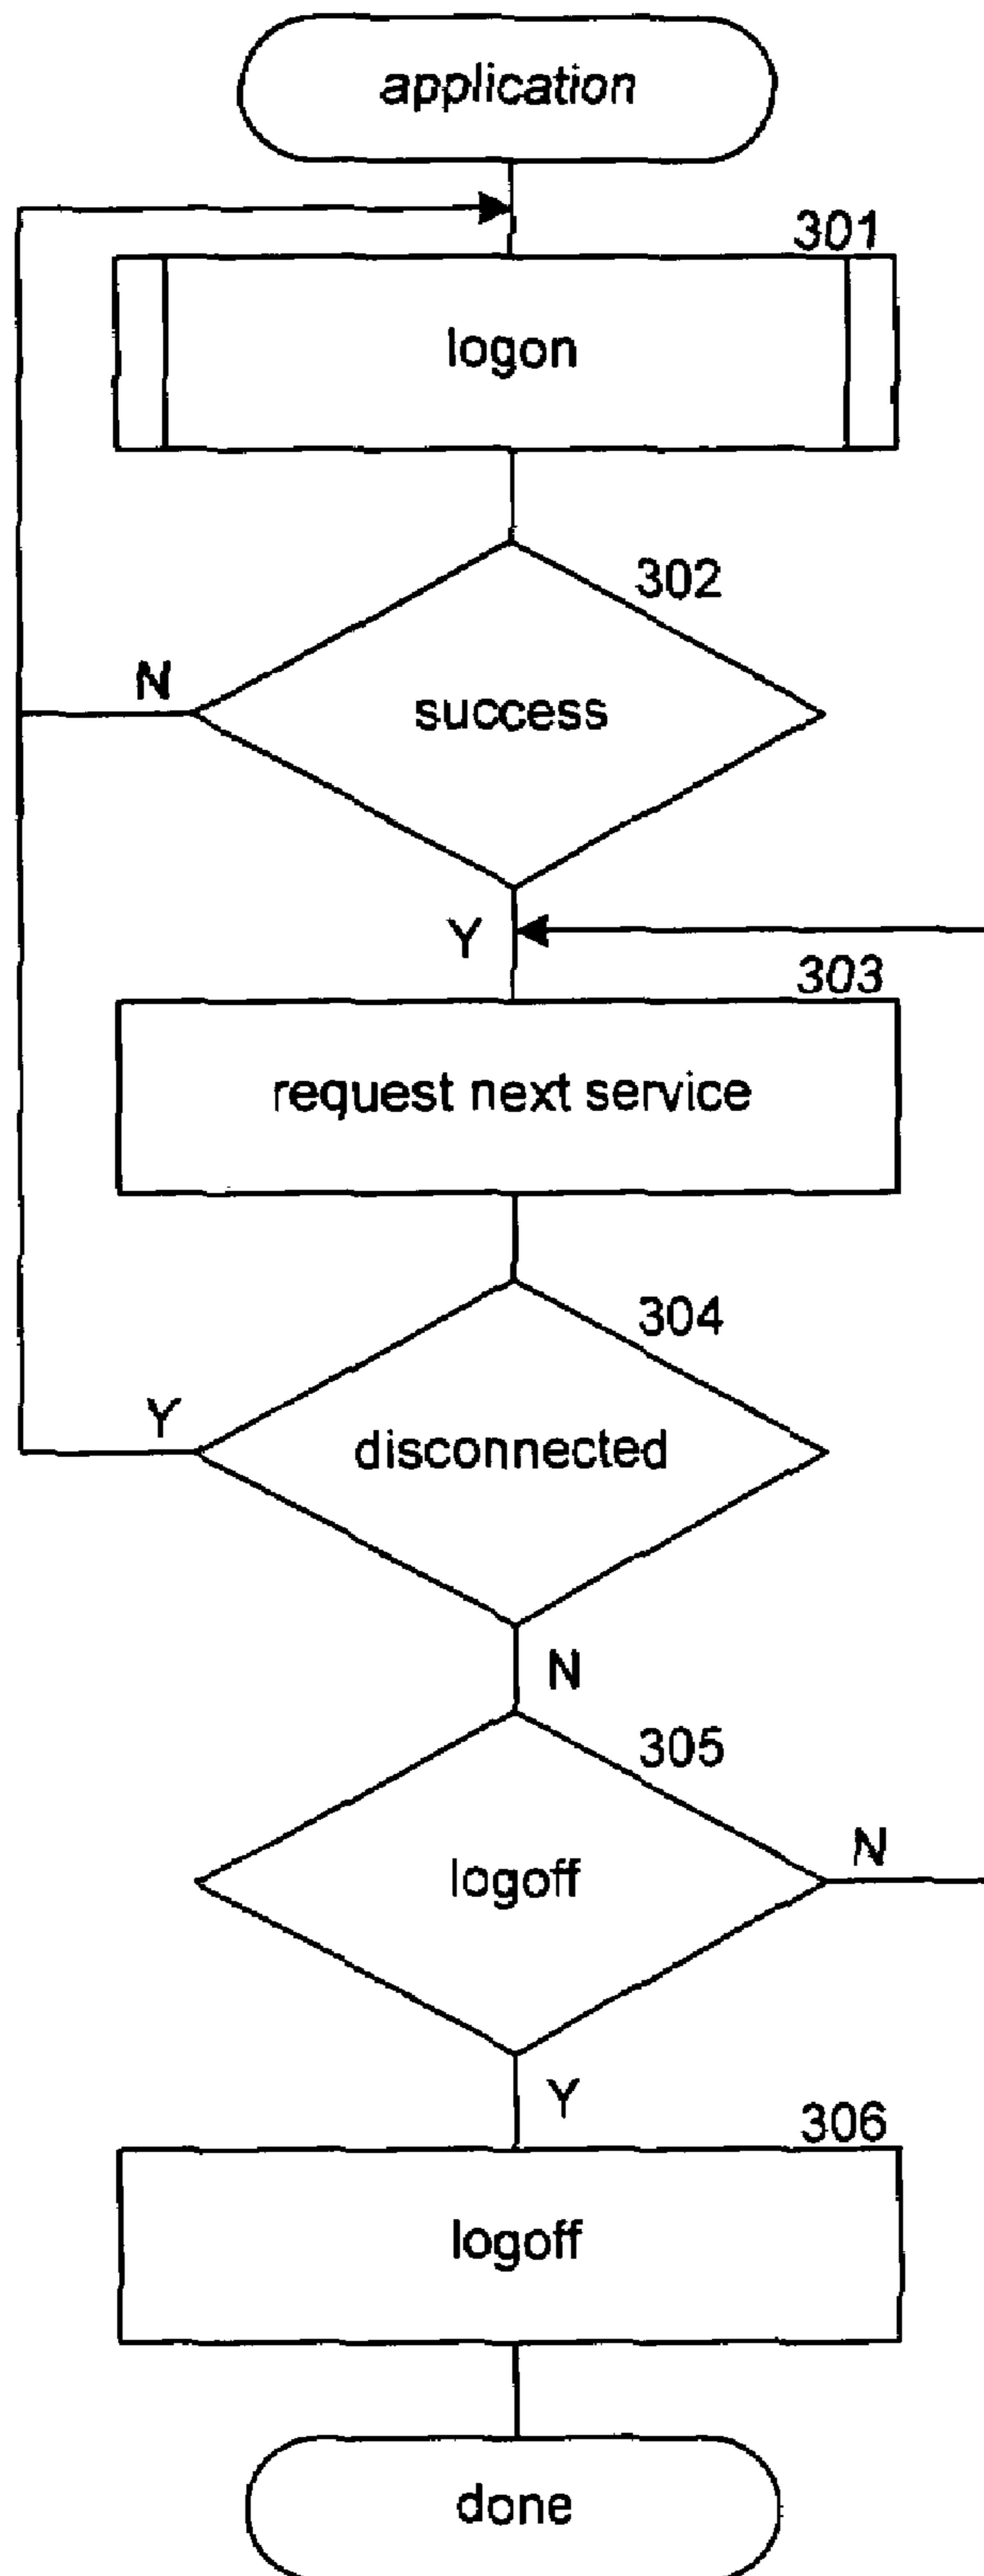 application
301
logon
302
N
success
Y
303
request next service
304
Y
disconnected
N
305
N
logoff
Y
306
logoff
done